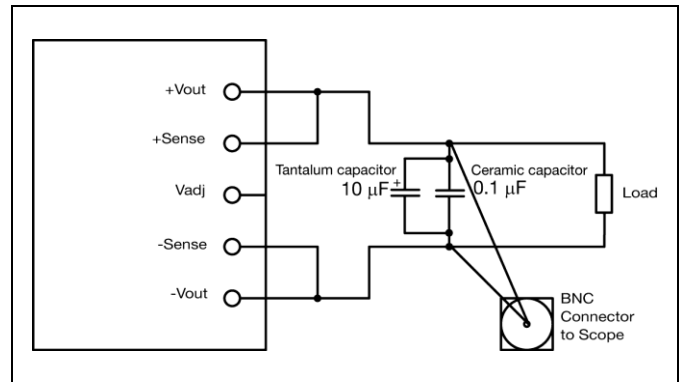 +Vout
+Sense
Tantalum capacitor
10 µF
+
Ceramic capacitor
0.1 µF
Vadj
Load
-Sense
-Vout
BNC
Connector
to Scope